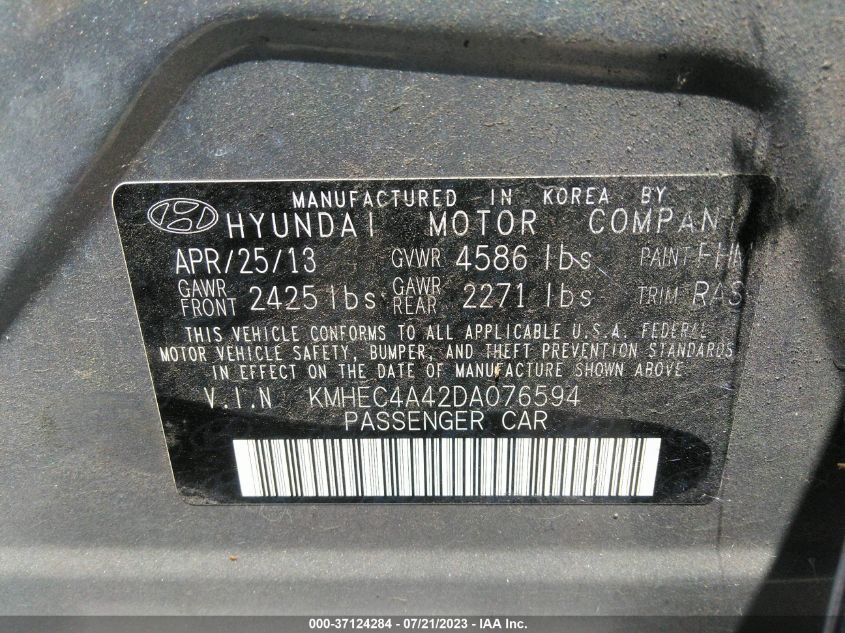 MANUFACTURED IN KOREA BY
HYUNDAI MOTOR COMPAN
APR/25/13 GVWR 4586 lbs PAINT
GAWR FRONT 2425 lbs GAWR REAR 2271 lbs TRIM RAS
THIS VEHICLE CONFORMS TO ALL APPLICABLE U.S.A. FEDERAL
MOTOR VEHICLE SAFETY, BUMPER, AND THEFT PREVENTION STANDARDS
IN EFFECT ON THE DATE OF MANUFACTURE SHOWN ABOVE
V.I.N KMHEC4A42DA076594
PASSENGER CAR
000-37124284 - 07/21/2023 - IAA Inc.